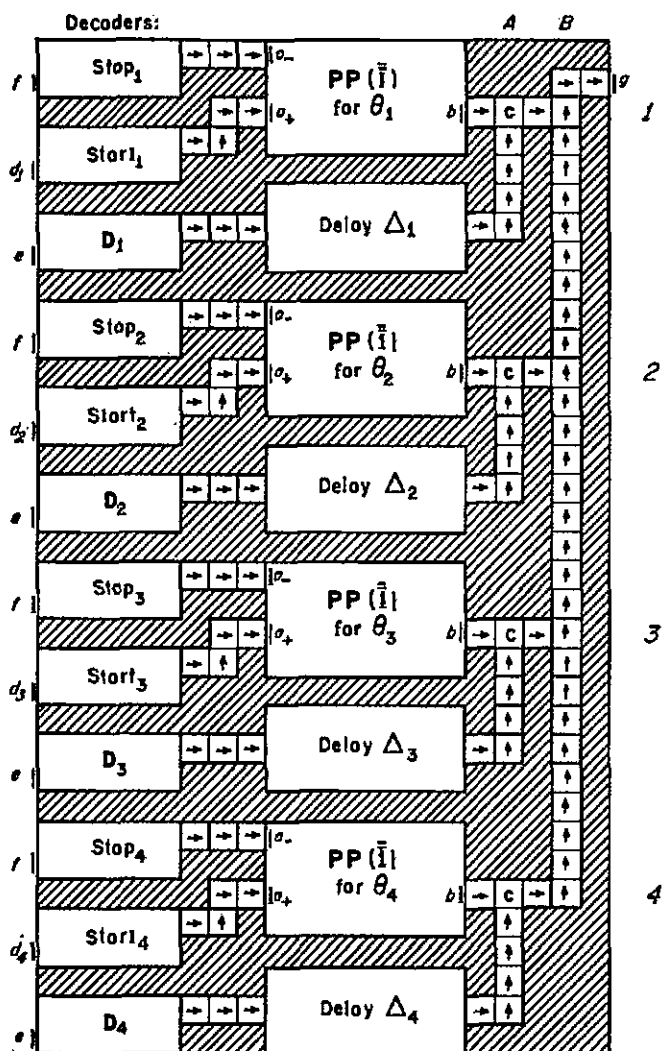 Decoders: A B
f Stop₁ → → → |a₋ PP (Ī̄) → → |g
→ → |a₊ for θ₁ b| → C → ↑ 1
d₁ Start₁ → ↑ ↑ ↑
↑ ↑
↑ ↑
e D₁ → → → Delay Δ₁ → ↑ ↑
↑
↑
f Stop₂ → → → |a₋ PP (Ī̄) ↑
↑
→ → |a₊ for θ₂ b| → C → ↑ 2
d₂ Start₂ → ↑ ↑ ↑
↑ ↑
↑ ↑
e D₂ → → → Delay Δ₂ → ↑ ↑
↑
↑
f Stop₃ → → → |a₋ PP (Ī̄) ↑
↑
→ → |a₊ for θ₃ b| → C → ↑ 3
d₃ Start₃ → ↑ ↑ ↑
↑ ↑
↑ ↑
e D₃ → → → Delay Δ₃ → ↑ ↑
↑
↑
f Stop₄ → → → |a₋ PP (Ī̄) ↑
↑
→ → |a₊ for θ₄ b| → C → ↑ 4
d₄ Start₄ → ↑ ↑
↑
↑
e D₄ → → → Delay Δ₄ → ↑